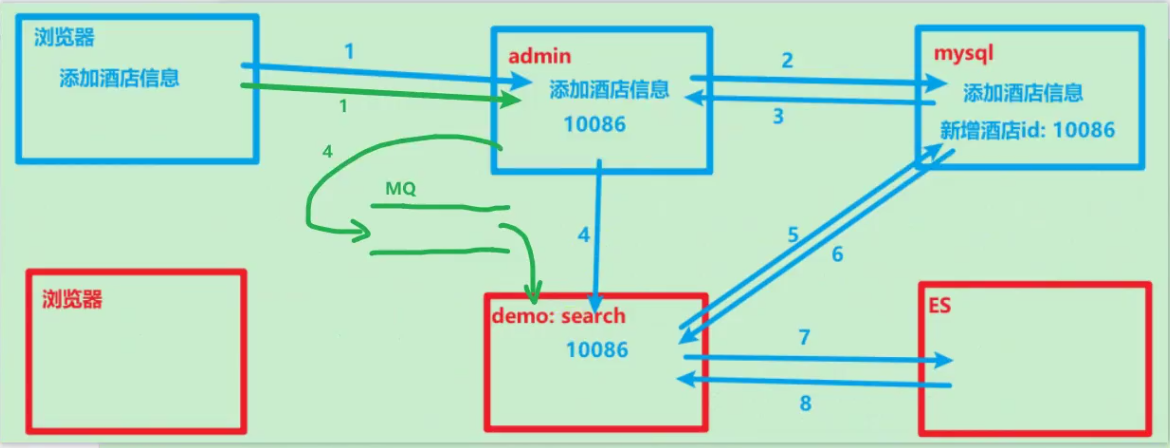 浏览器
添加酒店信息
1
1
admin
添加酒店信息
10086
2
3
mysql
添加酒店信息
新增酒店id: 10086
4
MQ
4
5
6
浏览器
demo: search
10086
7
8
ES